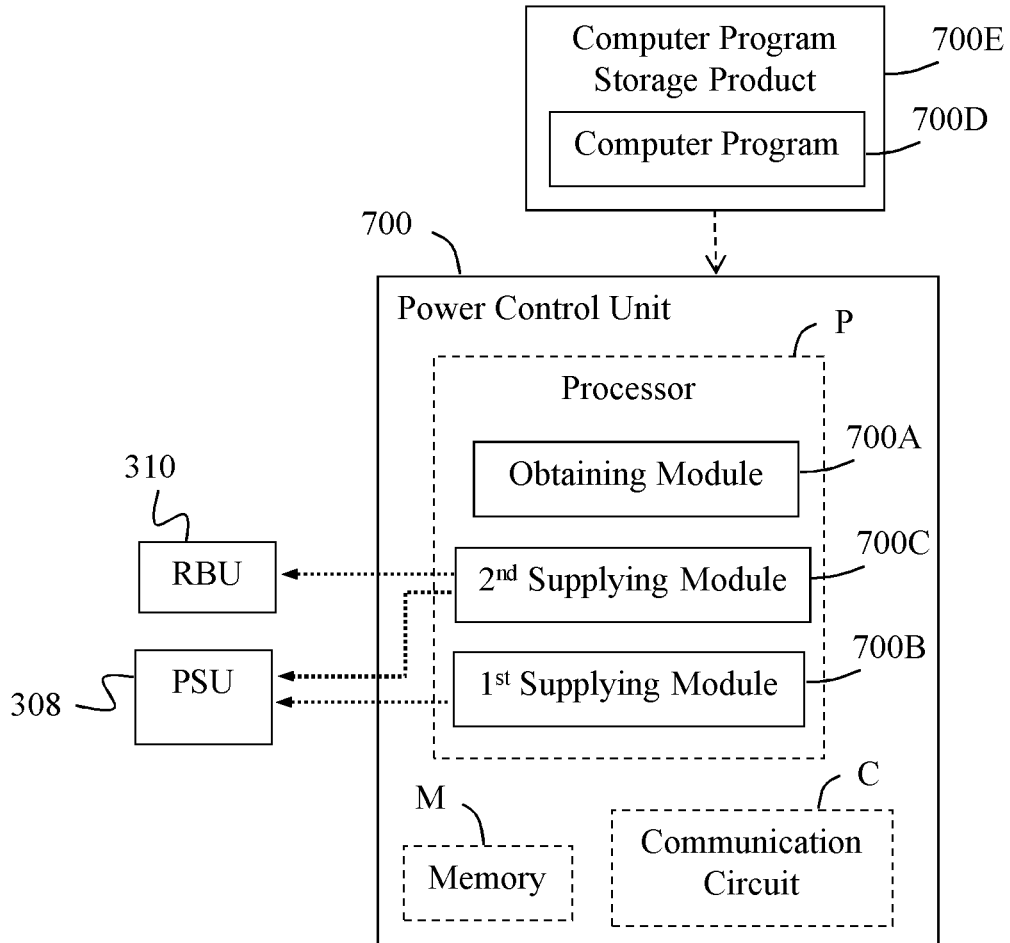 Computer Program
Storage Product
700E
Computer Program
700D
700
Power Control Unit
P
Processor
700A
Obtaining Module
310
RBU
700C
2nd Supplying Module
700B
PSU
1st Supplying Module
308
M
C
Memory
Communication
Circuit